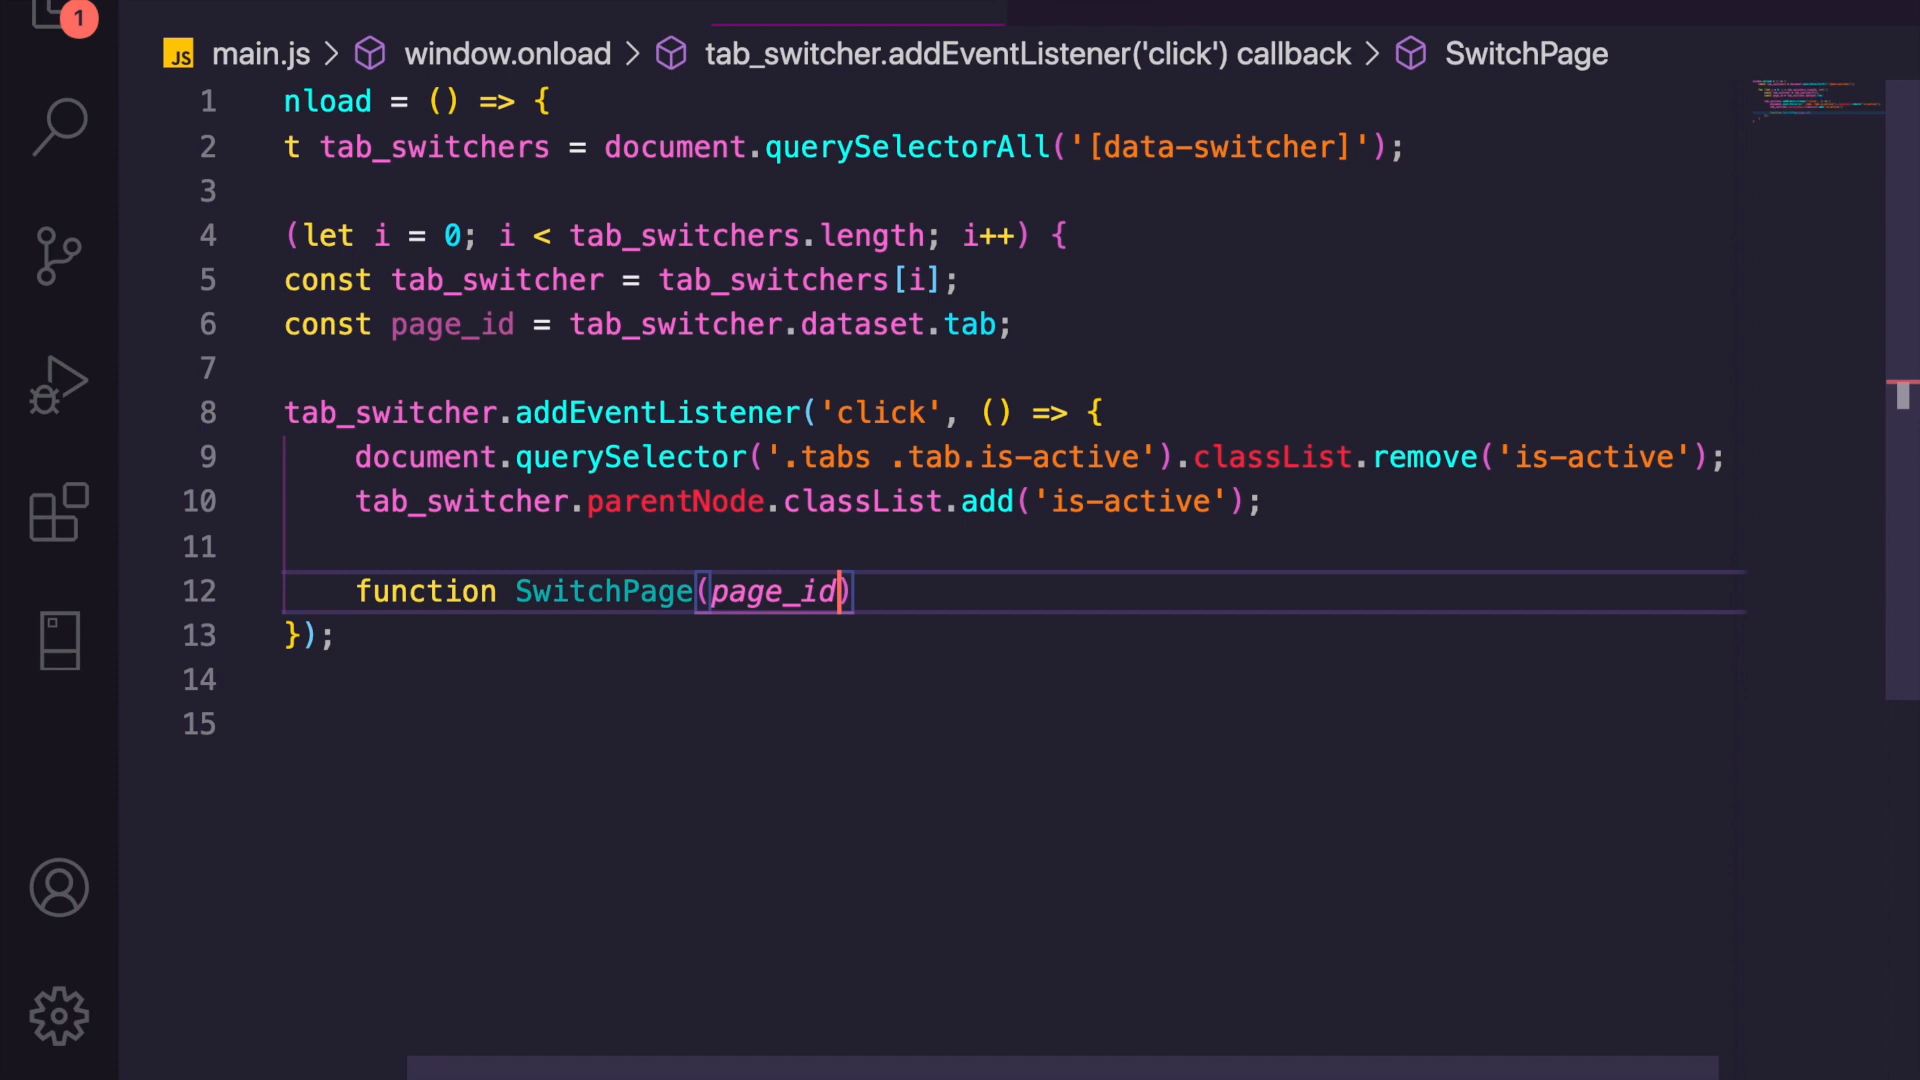 1
JS main.js > window.onload > tab_switcher.addEventListener('click') callback > SwitchPage
1 nload = () => {
2 t tab_switchers = document.querySelectorAll('[data-switcher]');
3
4 (let i = 0; i < tab_switchers.length; i++) {
5 const tab_switcher = tab_switchers[i];
6 const page_id = tab_switcher.dataset.tab;
7
8 tab_switcher.addEventListener('click', () => {
9 document.querySelector('.tabs .tab.is-active').classList.remove('is-active');
10 tab_switcher.parentNode.classList.add('is-active');
11
12 function SwitchPage(page_id)
13 });
14
15